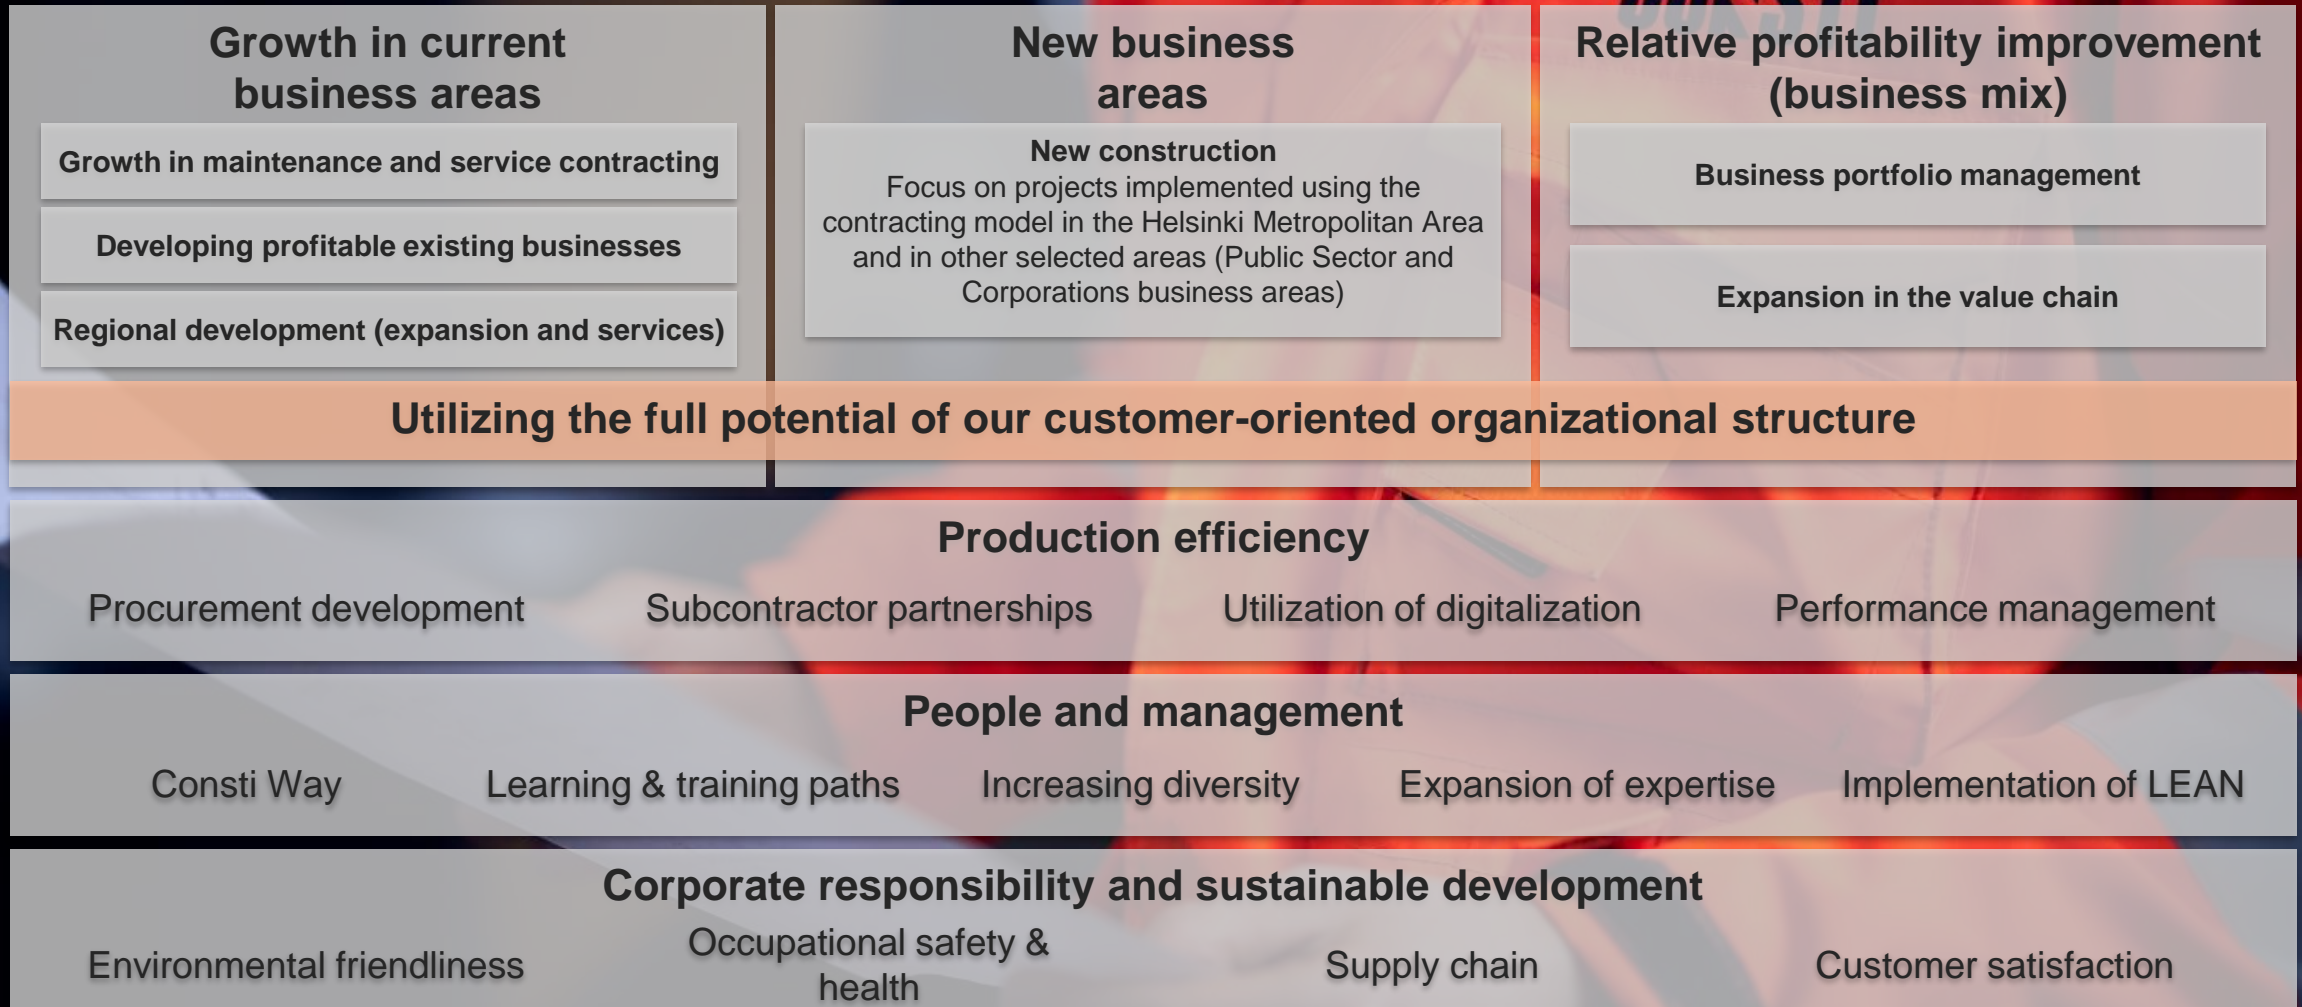 Growth in current
business areas
Growth in maintenance and service contracting
Developing profitable existing businesses
Regional development (expansion and services)
New business
areas
New construction
Focus on projects implemented using the
contracting model in the Helsinki Metropolitan Area
and in other selected areas (Public Sector and
Corporations business areas)
Relative profitability improvement
(business mix)
Business portfolio management
Expansion in the value chain
Utilizing the full potential of our customer-oriented organizational structure
Production efficiency
Procurement development
Subcontractor partnerships
Utilization of digitalization
Performance management
People and management
Consti Way
Learning & training paths
Increasing diversity
Expansion of expertise
Implementation of LEAN
Corporate responsibility and sustainable development
Environmental friendliness
Occupational safety &
health
Supply chain
Customer satisfaction